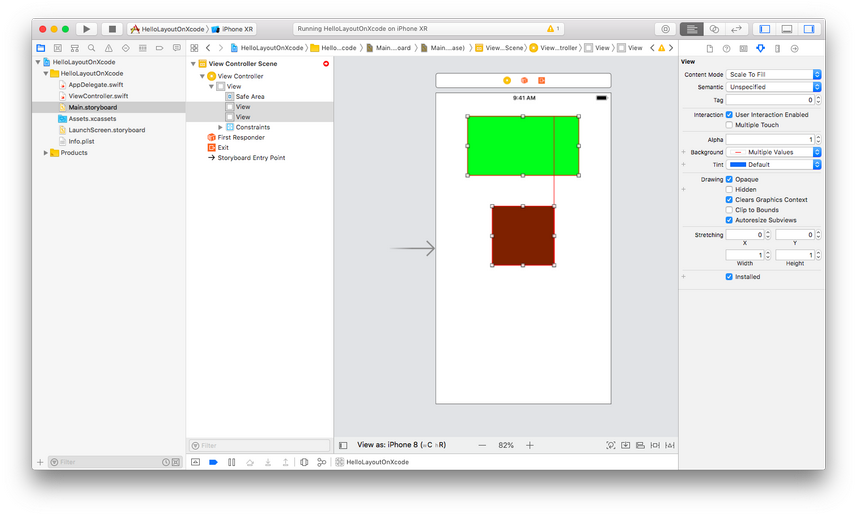 HelloLayoutOnXcode iPhone XR
Running HelloLayoutOnXcode on iPhone XR
1
HelloLayoutOnXcode
Hello...code
Main....oard
Main....ase)
View...Scene)
View...troller
View
View
HelloLayoutOnXcode
HelloLayoutOnXcode
AppDelegate.swift
ViewController.swift
Main.storyboard
Assets.xcassets
LaunchScreen.storyboard
Info.plist
Products
View Controller Scene
View Controller
View
Safe Area
View
View
Constraints
First Responder
Exit
Storyboard Entry Point
9:41 AM
View
Content Mode Scale To Fill
Semantic Unspecified
Tag 0
Interaction User Interaction Enabled
Multiple Touch
Alpha 1
Background Multiple Values
Tint Default
Drawing Opaque
Hidden
Clears Graphics Context
Clip to Bounds
Autoresize Subviews
Stretching 0 0
X Y
1 1
Width Height
Installed
Filter
View as: iPhone 8 (wC hR)
82%
Filter
HelloLayoutOnXcode